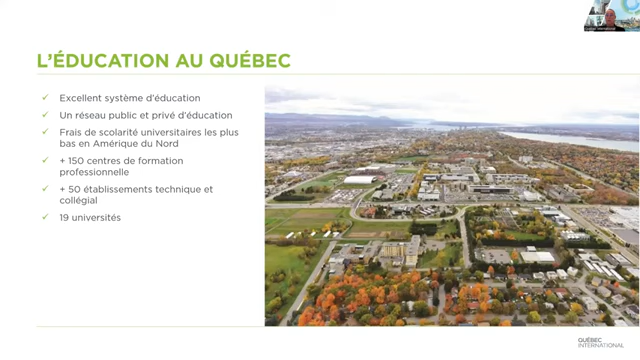 L'ÉDUCATION AU QUÉBEC
✓ Excellent système d'éducation
✓ Un réseau public et privé d'éducation
✓ Frais de scolarité universitaires les plus
bas en Amérique du Nord
✓ + 150 centres de formation
professionnelle
✓ + 50 établissements technique et
collégial
✓ 19 universités
QUÉBEC
INTERNATIONAL